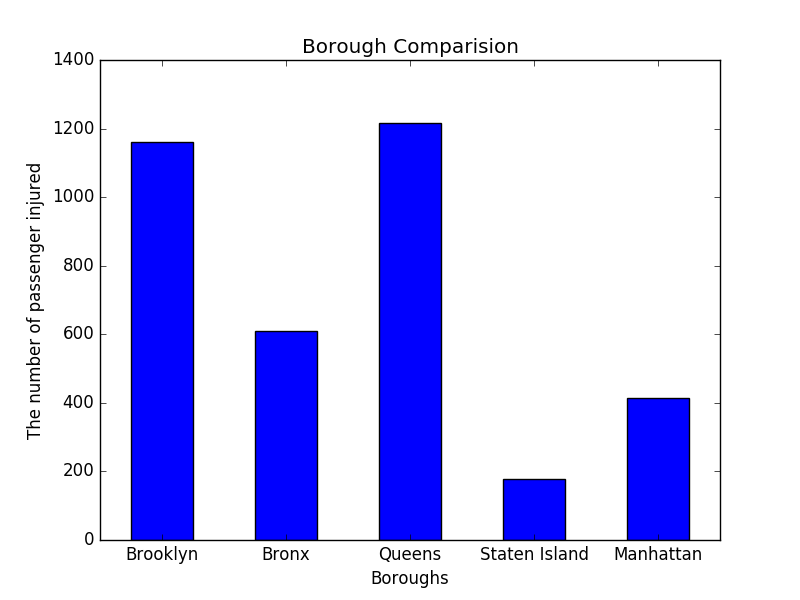 Borough Comparision
1400
1200
1000
800
600
400
200
0
The number of passenger injured
Brooklyn Bronx Queens Staten Island Manhattan
Boroughs